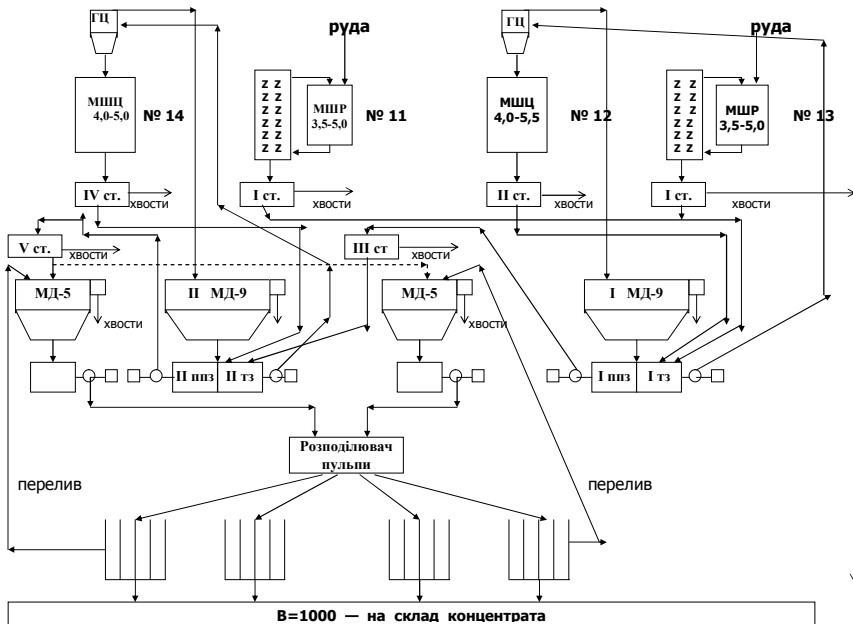 ГЦ
руда
ГЦ
руда
МШЦ
4,0-5,0
№ 14
z z
z z
z z
z z
z z
z z
МШР
3,5-5,0
№ 11
МШЦ
4,0-5,5
№ 12
z z
z z
z z
z z
z z
z z
МШР
3,5-5,0
№ 13
IV ст.
хвости
I ст.
хвости
II ст.
хвости
I ст.
хвости
V ст.
хвости
III ст
хвости
МД-5
хвости
II МД-9
хвости
МД-5
хвости
I МД-9
хвости
II ппз
II тз
I ппз
I тз
Розподілювач
пульпи
перелив
перелив
В=1000 — на склад концентрата